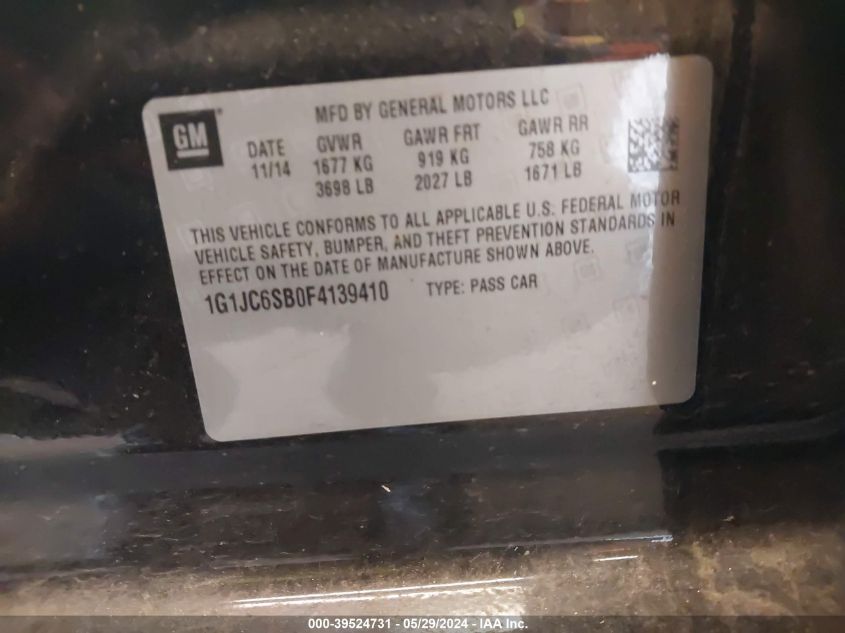 GM
MFD BY GENERAL MOTORS LLC
DATE GVWR GAWR FRT GAWR RR
11/14 1677 KG 919 KG 758 KG
3698 LB 2027 LB 1671 LB
THIS VEHICLE CONFORMS TO ALL APPLICABLE U.S. FEDERAL MOTOR
VEHICLE SAFETY, BUMPER, AND THEFT PREVENTION STANDARDS IN
EFFECT ON THE DATE OF MANUFACTURE SHOWN ABOVE.
1G1JC6SB0F4139410 TYPE: PASS CAR
000-39524731 - 05/29/2024 - IAA Inc.